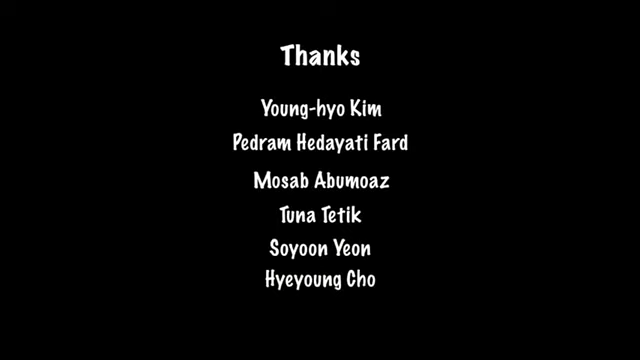 Thanks
Young-hyo Kim
Pedram Hedayati Fard
Mosab Abumoaz
Tuna Tetik
Soyoon Yeon
Hyeyoung Cho